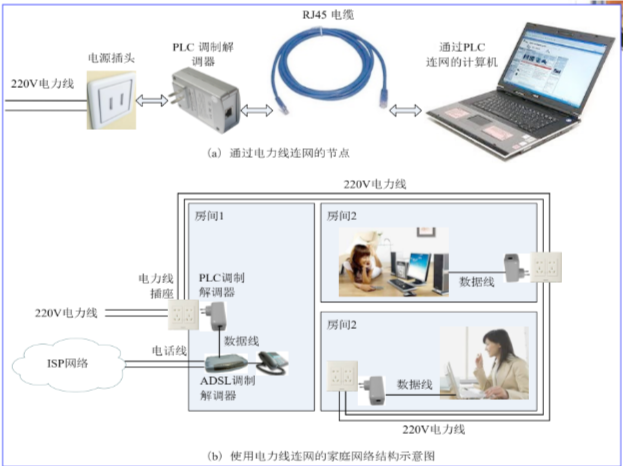 RJ45 电缆
电源插头
PLC 调制解
调器
通过PLC
连网的计算机
220V电力线
(a) 通过电力线连网的节点
220V电力线
房间1
房间2
电力线
插座
PLC调制
解调器
数据线
220V电力线
数据线
电话线
ISP网络
ADSL调制
解调器
房间2
数据线
220V电力线
(b) 使用电力线连网的家庭网络结构示意图